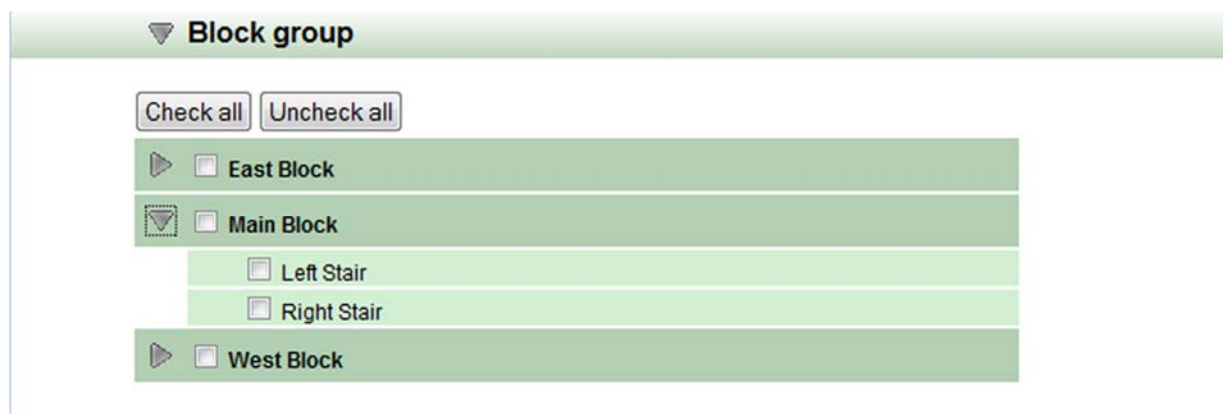 Block group
Check all Uncheck all
East Block
Main Block
Left Stair
Right Stair
West Block